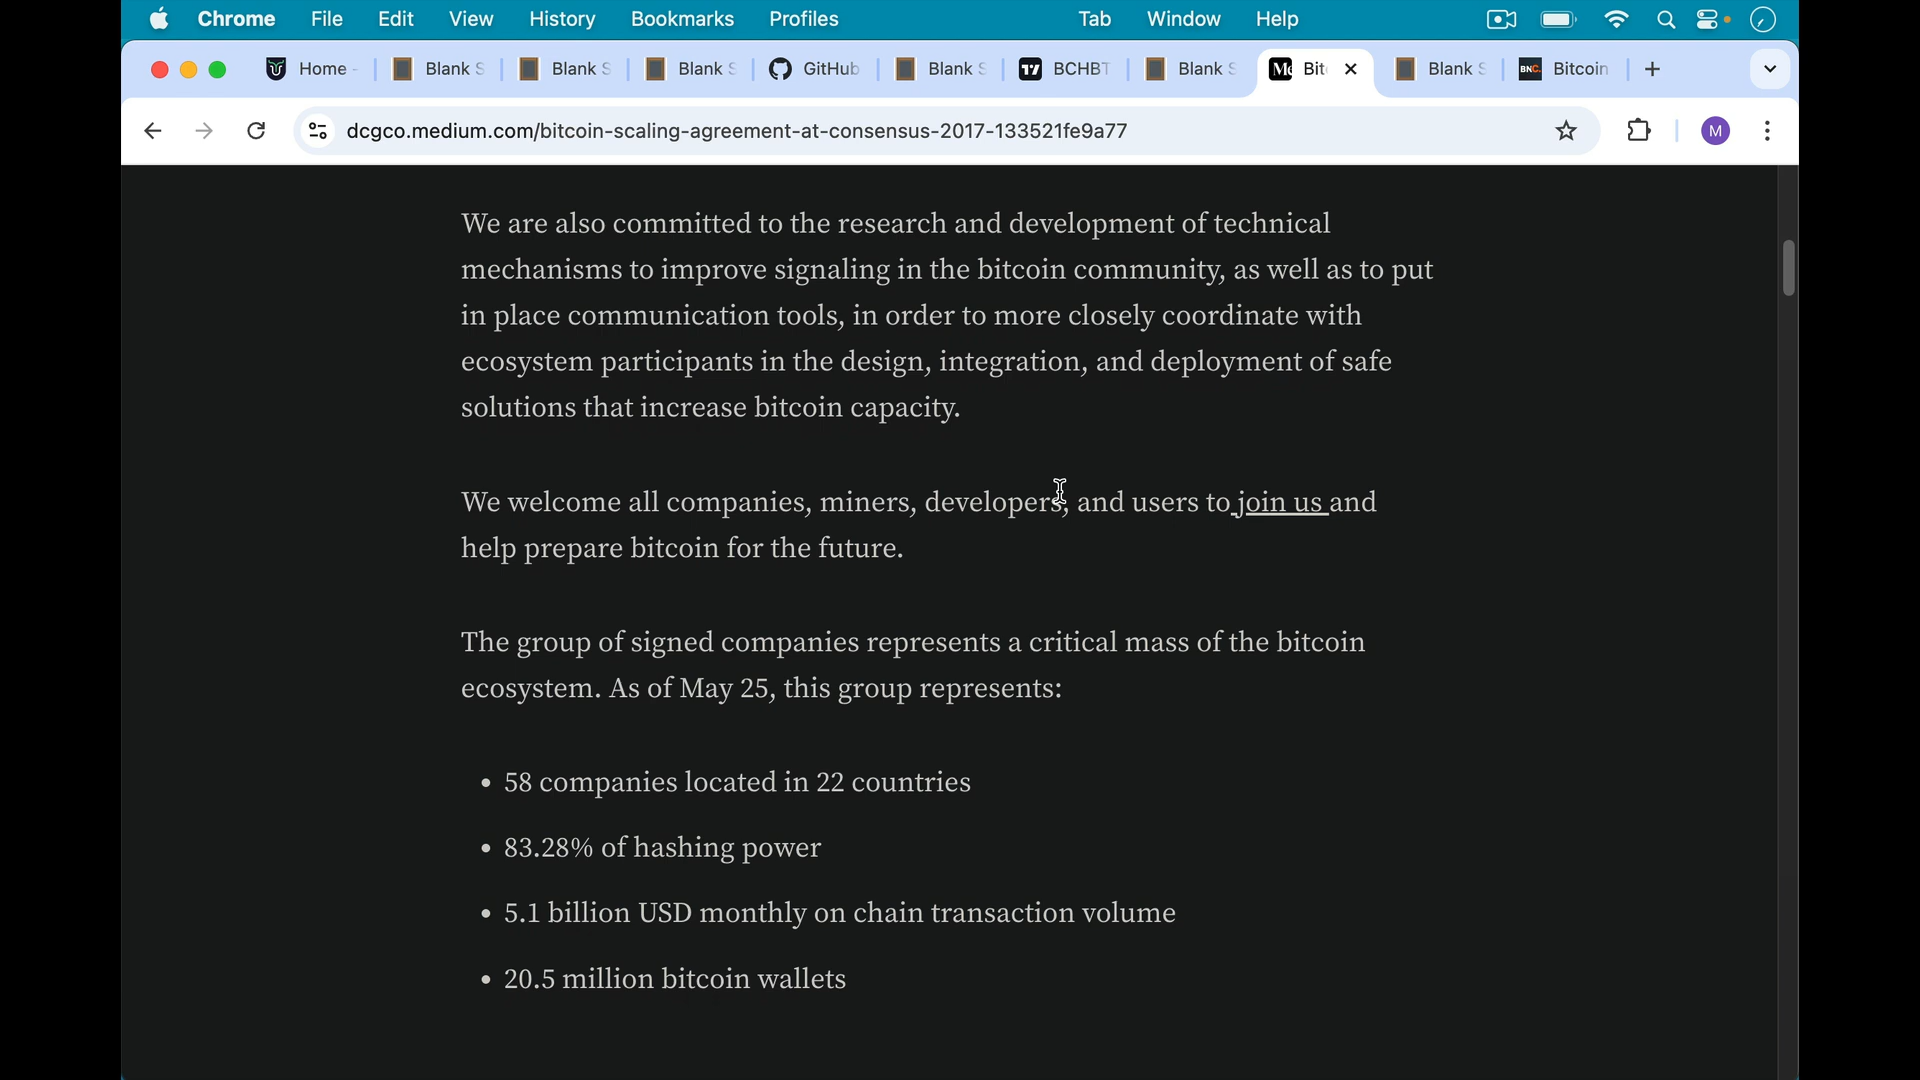 Chrome File Edit View History Bookmarks Profiles Tab Window Help
Home Blank S Blank S Blank S GitHub Blank S BCHBT Blank S Bit Blank S BNC. Bitcoin
dcgco.medium.com/bitcoin-scaling-agreement-at-consensus-2017-133521fe9a77 M
We are also committed to the research and development of technical
mechanisms to improve signaling in the bitcoin community, as well as to put
in place communication tools, in order to more closely coordinate with
ecosystem participants in the design, integration, and deployment of safe
solutions that increase bitcoin capacity.
We welcome all companies, miners, developers, and users to join us and
help prepare bitcoin for the future.
The group of signed companies represents a critical mass of the bitcoin
ecosystem. As of May 25, this group represents:
• 58 companies located in 22 countries
• 83.28% of hashing power
• 5.1 billion USD monthly on chain transaction volume
• 20.5 million bitcoin wallets